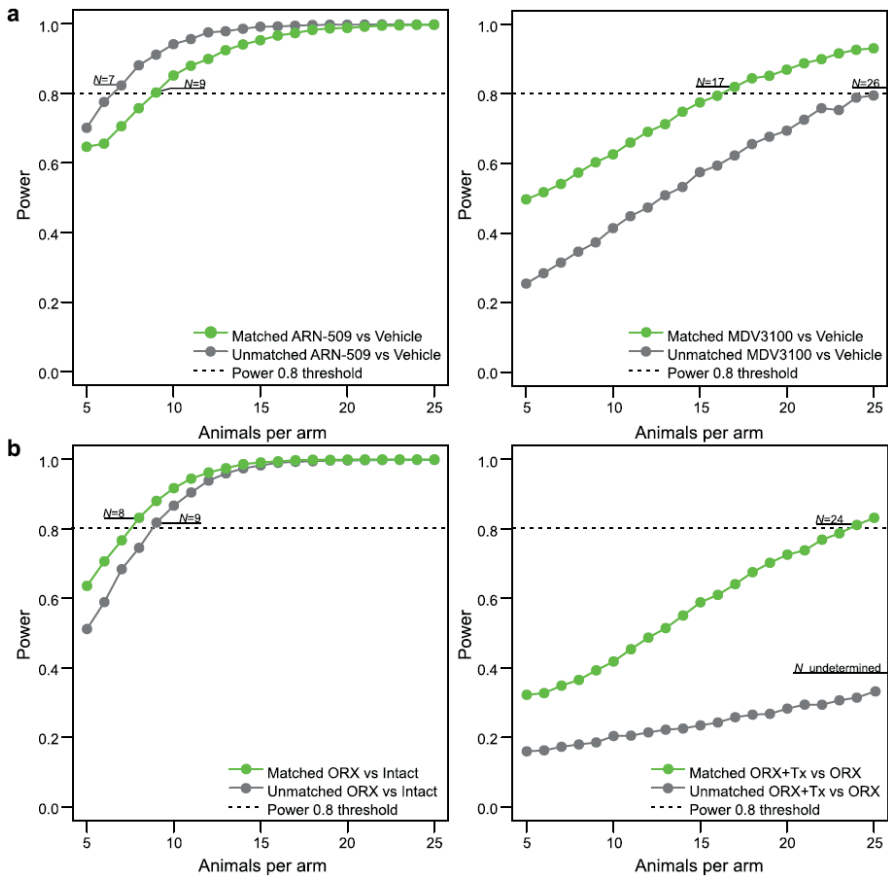 a
1.0
0.8
0.6
0.4
0.2
0.0
Power
N=7
N=9
Matched ARN-509 vs Vehicle
Unmatched ARN-509 vs Vehicle
Power 0.8 threshold
5 10 15 20 25
Animals per arm
1.0
0.8
0.6
0.4
0.2
0.0
Power
N=17
N=26
Matched MDV3100 vs Vehicle
Unmatched MDV3100 vs Vehicle
Power 0.8 threshold
5 10 15 20 25
Animals per arm
b
1.0
0.8
0.6
0.4
0.2
0.0
Power
N=8
N=9
Matched ORX vs Intact
Unmatched ORX vs Intact
Power 0.8 threshold
5 10 15 20 25
Animals per arm
1.0
0.8
0.6
0.4
0.2
0.0
Power
N=24
N undetermined
Matched ORX+Tx vs ORX
Unmatched ORX+Tx vs ORX
Power 0.8 threshold
5 10 15 20 25
Animals per arm